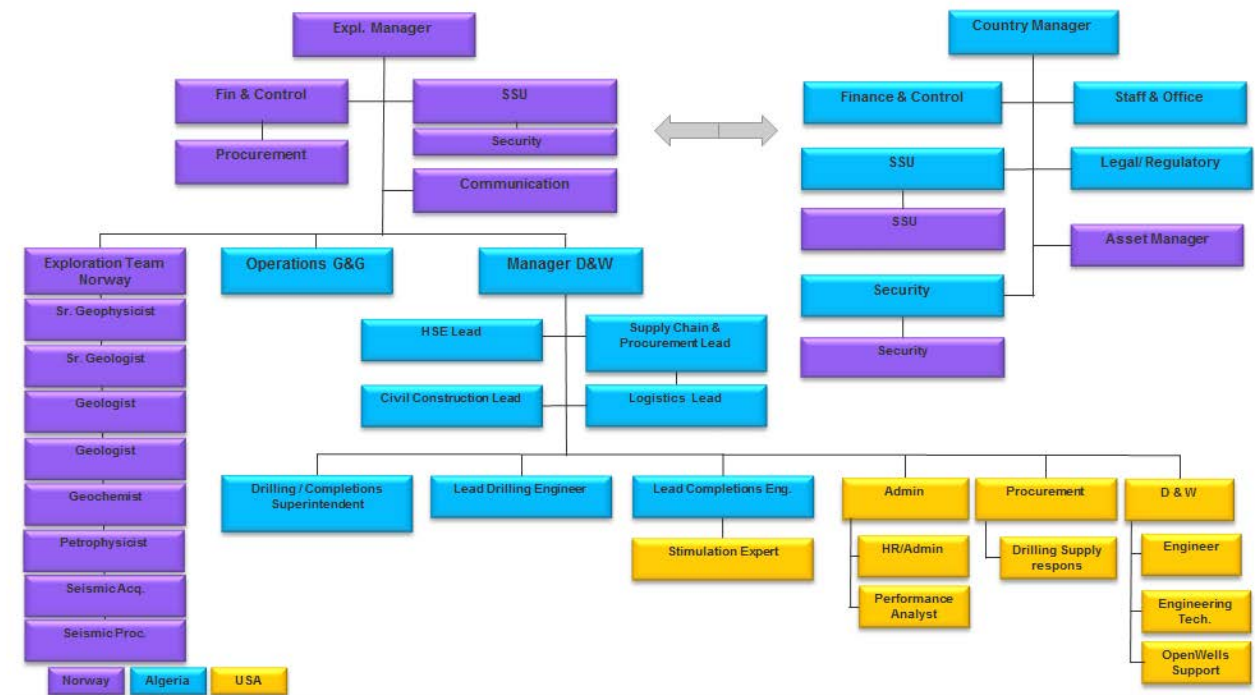 Expl. Manager
Fin & Control
SSU
Security
Procurement
Communication
Country Manager
Finance & Control
Staff & Office
SSU
Legal/ Regulatory
SSU
Asset Manager
Security
Security
Exploration Team
Norway
Sr. Geophysicist
Sr. Geologist
Geologist
Geologist
Geochemist
Petrophysicist
Seismic Acq.
Seismic Proc.
Operations G&G
Manager D&W
HSE Lead
Supply Chain &
Procurement Lead
Civil Construction Lead
Logistics Lead
Drilling / Completions
Superintendent
Lead Drilling Engineer
Lead Completions Eng.
Stimulation Expert
Admin
HR/Admin
Performance
Analyst
Procurement
Drilling Supply
respons
D & W
Engineer
Engineering
Tech.
OpenWells
Support
Norway
Algeria
USA